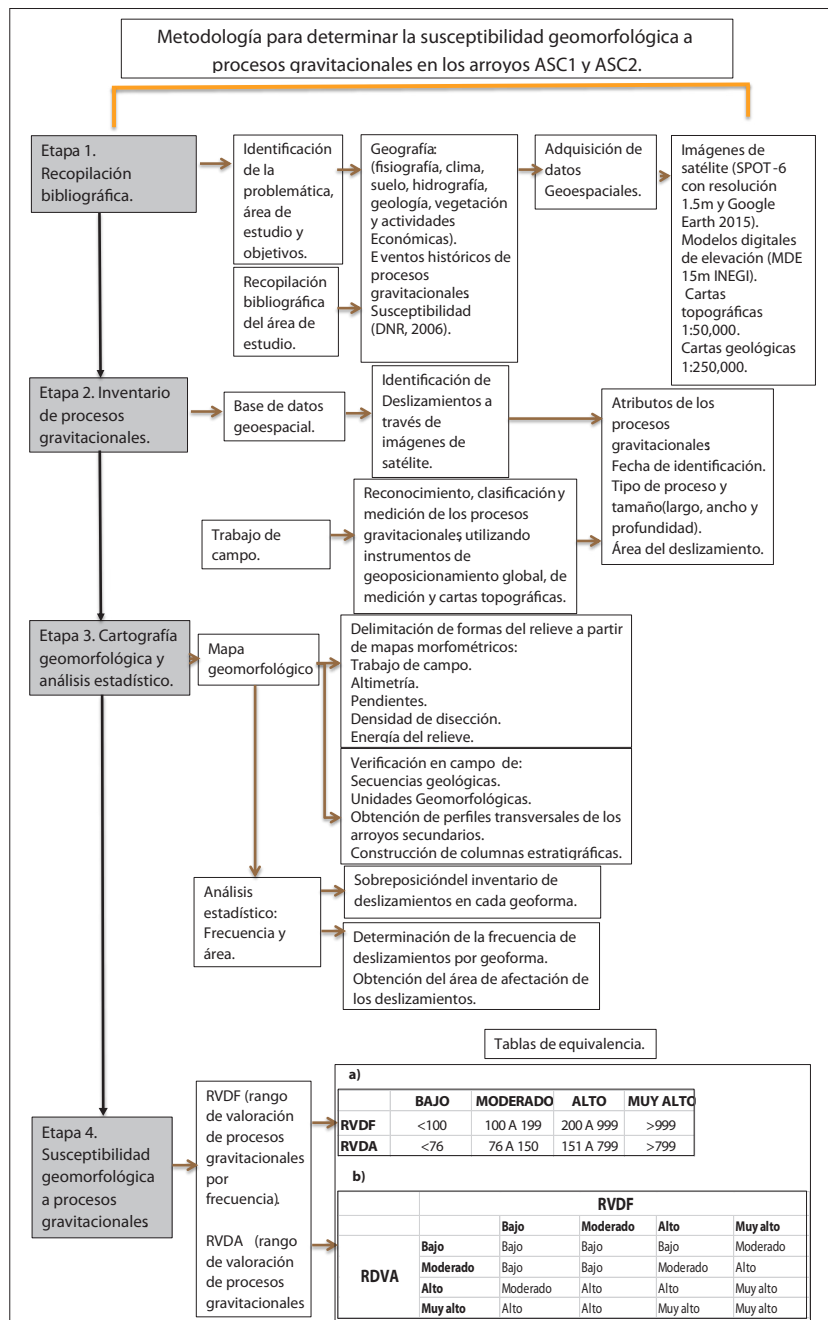 Metodología para determinar la susceptibilidad geomorfológica a
procesos gravitacionales en los arroyos ASC1 y ASC2.
Etapa 1.
Recopilación
bibliográfica.
Identificación
de la
problemática,
área de
estudio y
objetivos.
Recopilación
bibliográfica
del área de
estudio.
Geografía:
(fisiografía, clima,
suelo, hidrografía,
geología, vegetación
y actividades
Económicas).
Eventos históricos de
procesos
gravitacionales
Susceptibilidad
(DNR, 2006).
Adquisición de
datos
Geoespaciales.
Imágenes de
satélite (SPOT-6
con resolución
1.5m y Google
Earth 2015).
Modelos digitales
de elevación (MDE
15m INEGI).
Cartas
topográficas
1:50,000.
Cartas geológicas
1:250,000.
Etapa 2. Inventario
de procesos
gravitacionales.
Base de datos
geoespacial.
Identificación de
Deslizamientos a
través de
imágenes de
satélite.
Atributos de los
procesos
gravitacionales:
Fecha de identificación.
Tipo de proceso y
tamaño(largo, ancho y
profundidad).
Área del deslizamiento.
Trabajo de
campo.
Reconocimiento, clasificación y
medición de los procesos
gravitacionales, utilizando
instrumentos de
geoposicionamiento global, de
medición y cartas topográficas.
Etapa 3. Cartografía
geomorfológica y
análisis estadístico.
Mapa
geomorfológico
Delimitación de formas del relieve a partir
de mapas morfométricos:
Trabajo de campo.
Altimetría.
Pendientes.
Densidad de disección.
Energía del relieve.
Verificación en campo de:
Secuencias geológicas.
Unidades Geomorfológicas.
Obtención de perfiles transversales de los
arroyos secundarios.
Construcción de columnas estratigráficas.
Análisis
estadístico:
Frecuencia y
área.
Sobreposicióndel inventario de
deslizamientos en cada geoforma.
Determinación de la frecuencia de
deslizamientos por geoforma.
Obtención del área de afectación de
los deslizamientos.
Tablas de equivalencia.
Etapa 4.
Susceptibilidad
geomorfológica
a procesos
gravitacionales
RVDF (rango
de valoración
de procesos
gravitacionales
por
frecuencia).
RVDA (rango
de valoración
de procesos
gravitacionales
a)
BAJO MODERADO ALTO MUY ALTO
RVDF <100 100 A 199 200 A 999 >999
RVDA <76 76 A 150 151 A 799 >799
b)
RVDF
Bajo Moderado Alto Muy alto
RDVA
Bajo Bajo Bajo Bajo Moderado
Moderado Bajo Bajo Moderado Alto
Alto Moderado Alto Alto Muy alto
Muy alto Alto Alto Muy alto Muy alto